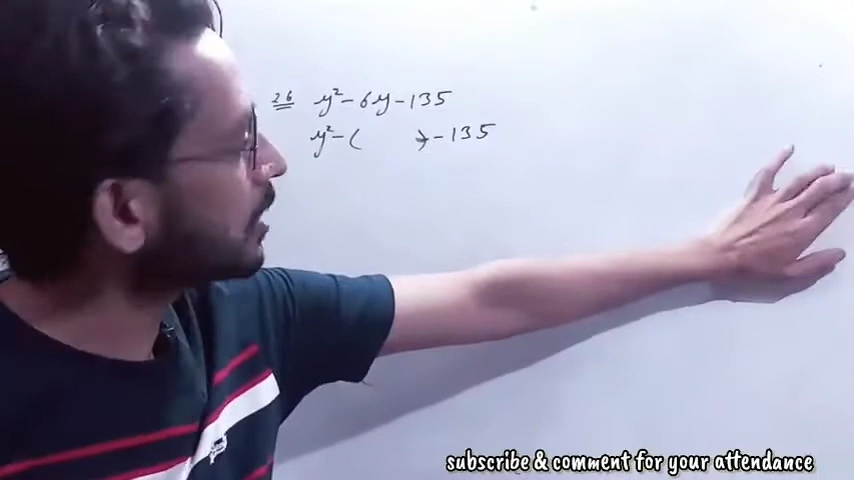 26 y² - 6y - 135
y² - (      ) - 135
subscribe & comment for your attendance